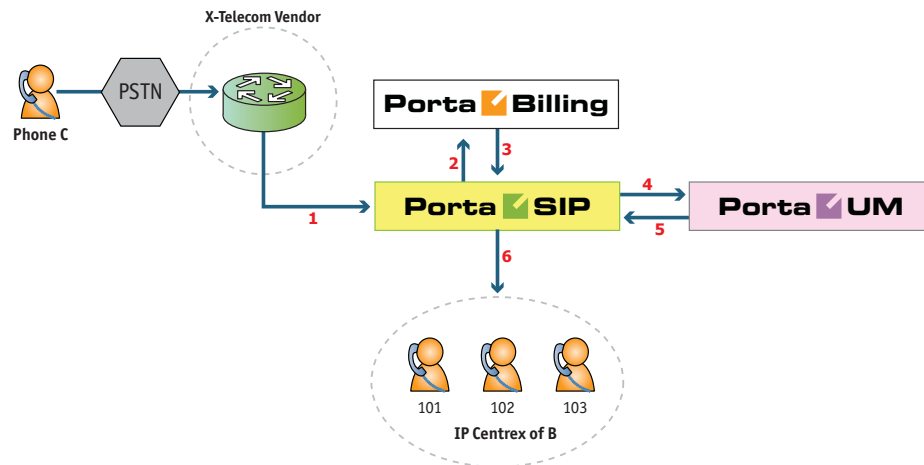 X-Telecom Vendor
PSTN
Phone C
Porta Billing
2
3
1
Porta SIP
4
5
Porta UM
6
101 102 103
IP Centrex of B